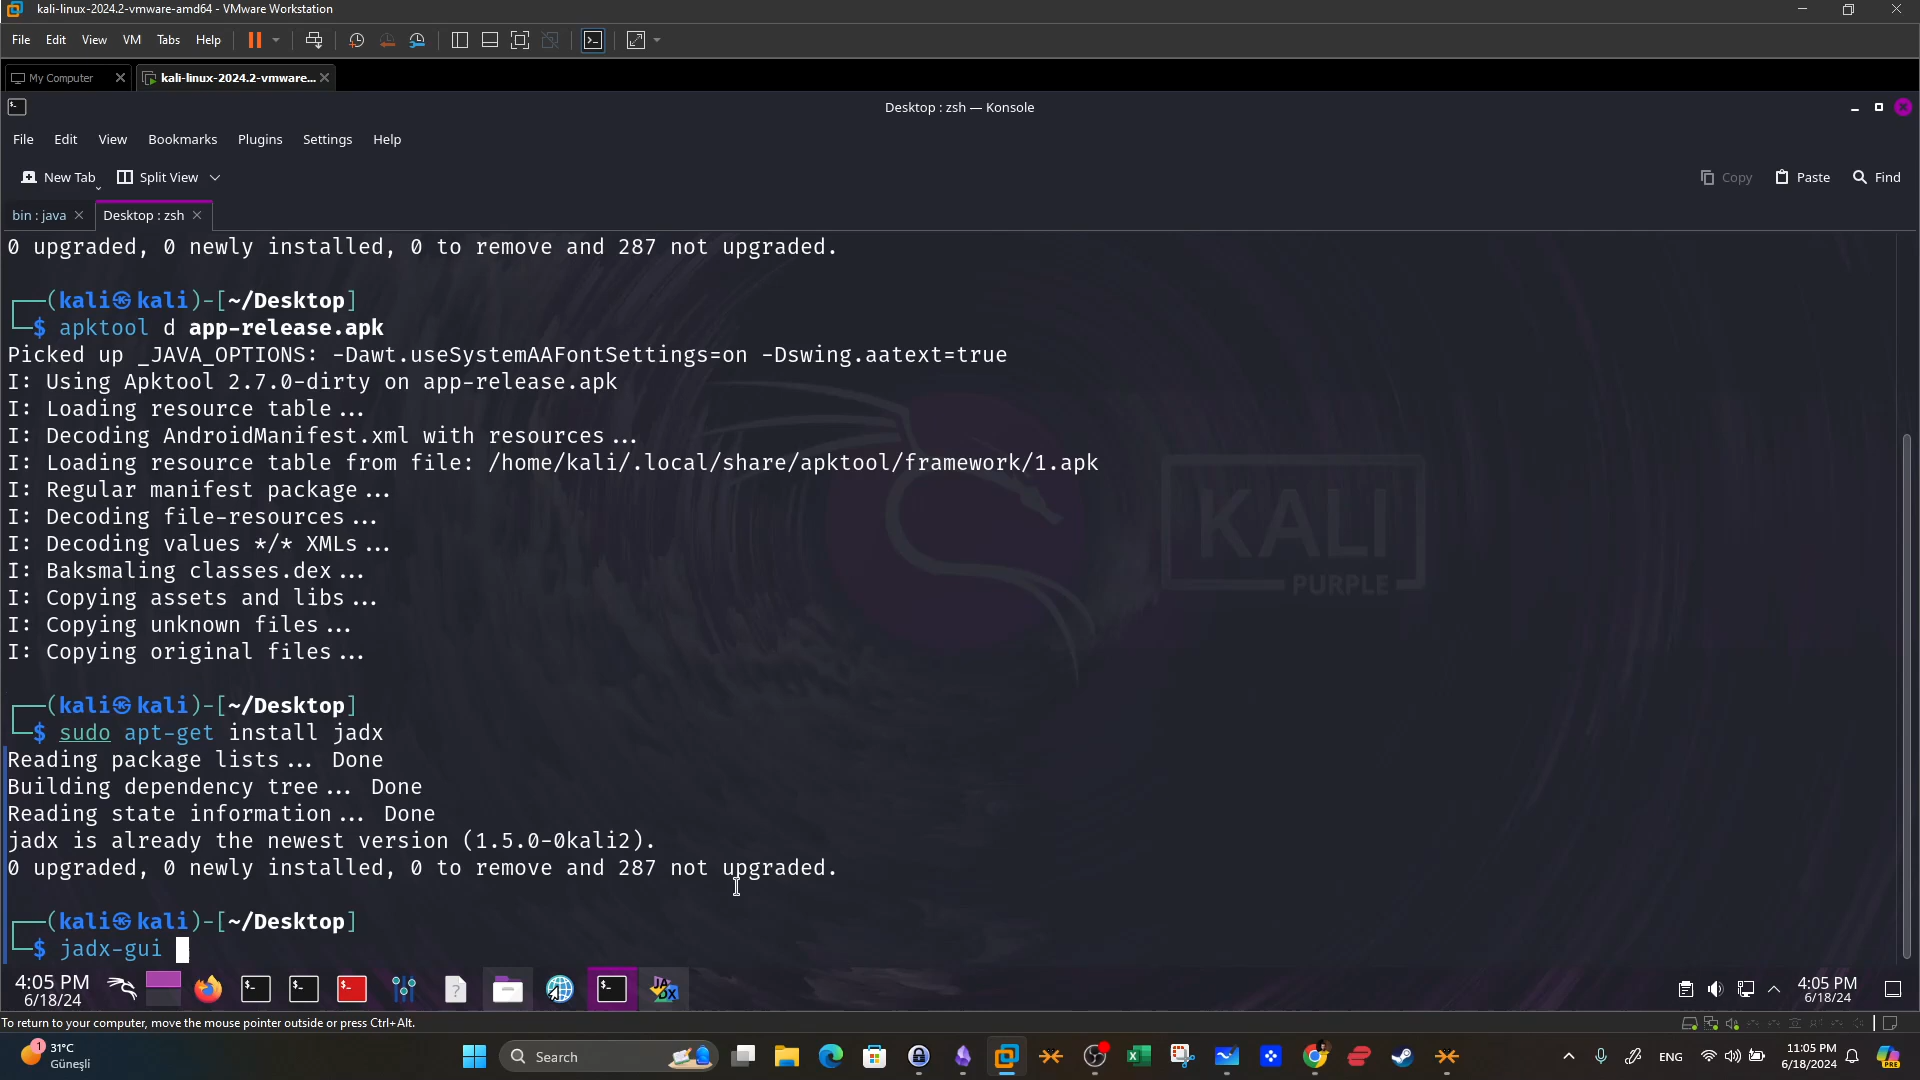 kali-linux-2024.2-vmware-amd64 - VMware Workstation
File Edit View VM Tabs Help
My Computer kali-linux-2024.2-vmware...
Desktop : zsh — Konsole
File Edit View Bookmarks Plugins Settings Help
New Tab Split View Copy Paste Find
bin : java Desktop : zsh
0 upgraded, 0 newly installed, 0 to remove and 287 not upgraded.
(kali㉿kali)-[~/Desktop]
$ apktool d app-release.apk
Picked up _JAVA_OPTIONS: -Dawt.useSystemAAFontSettings=on -Dswing.aatext=true
I: Using Apktool 2.7.0-dirty on app-release.apk
I: Loading resource table...
I: Decoding AndroidManifest.xml with resources...
I: Loading resource table from file: /home/kali/.local/share/apktool/framework/1.apk
I: Regular manifest package...
I: Decoding file-resources...
I: Decoding values */* XMLs...
I: Baksmaling classes.dex...
I: Copying assets and libs...
I: Copying unknown files...
I: Copying original files...
KALI
PURPLE
(kali㉿kali)-[~/Desktop]
$ sudo apt-get install jadx
Reading package lists... Done
Building dependency tree... Done
Reading state information... Done
jadx is already the newest version (1.5.0-0kali2).
0 upgraded, 0 newly installed, 0 to remove and 287 not upgraded.
(kali㉿kali)-[~/Desktop]
$ jadx-gui
4:05 PM
6/18/24
JADX
4:05 PM
6/18/24
To return to your computer, move the mouse pointer outside or press Ctrl+Alt.
1
31°C
Güneşli
Search
ENG
11:05 PM
6/18/2024
PRE